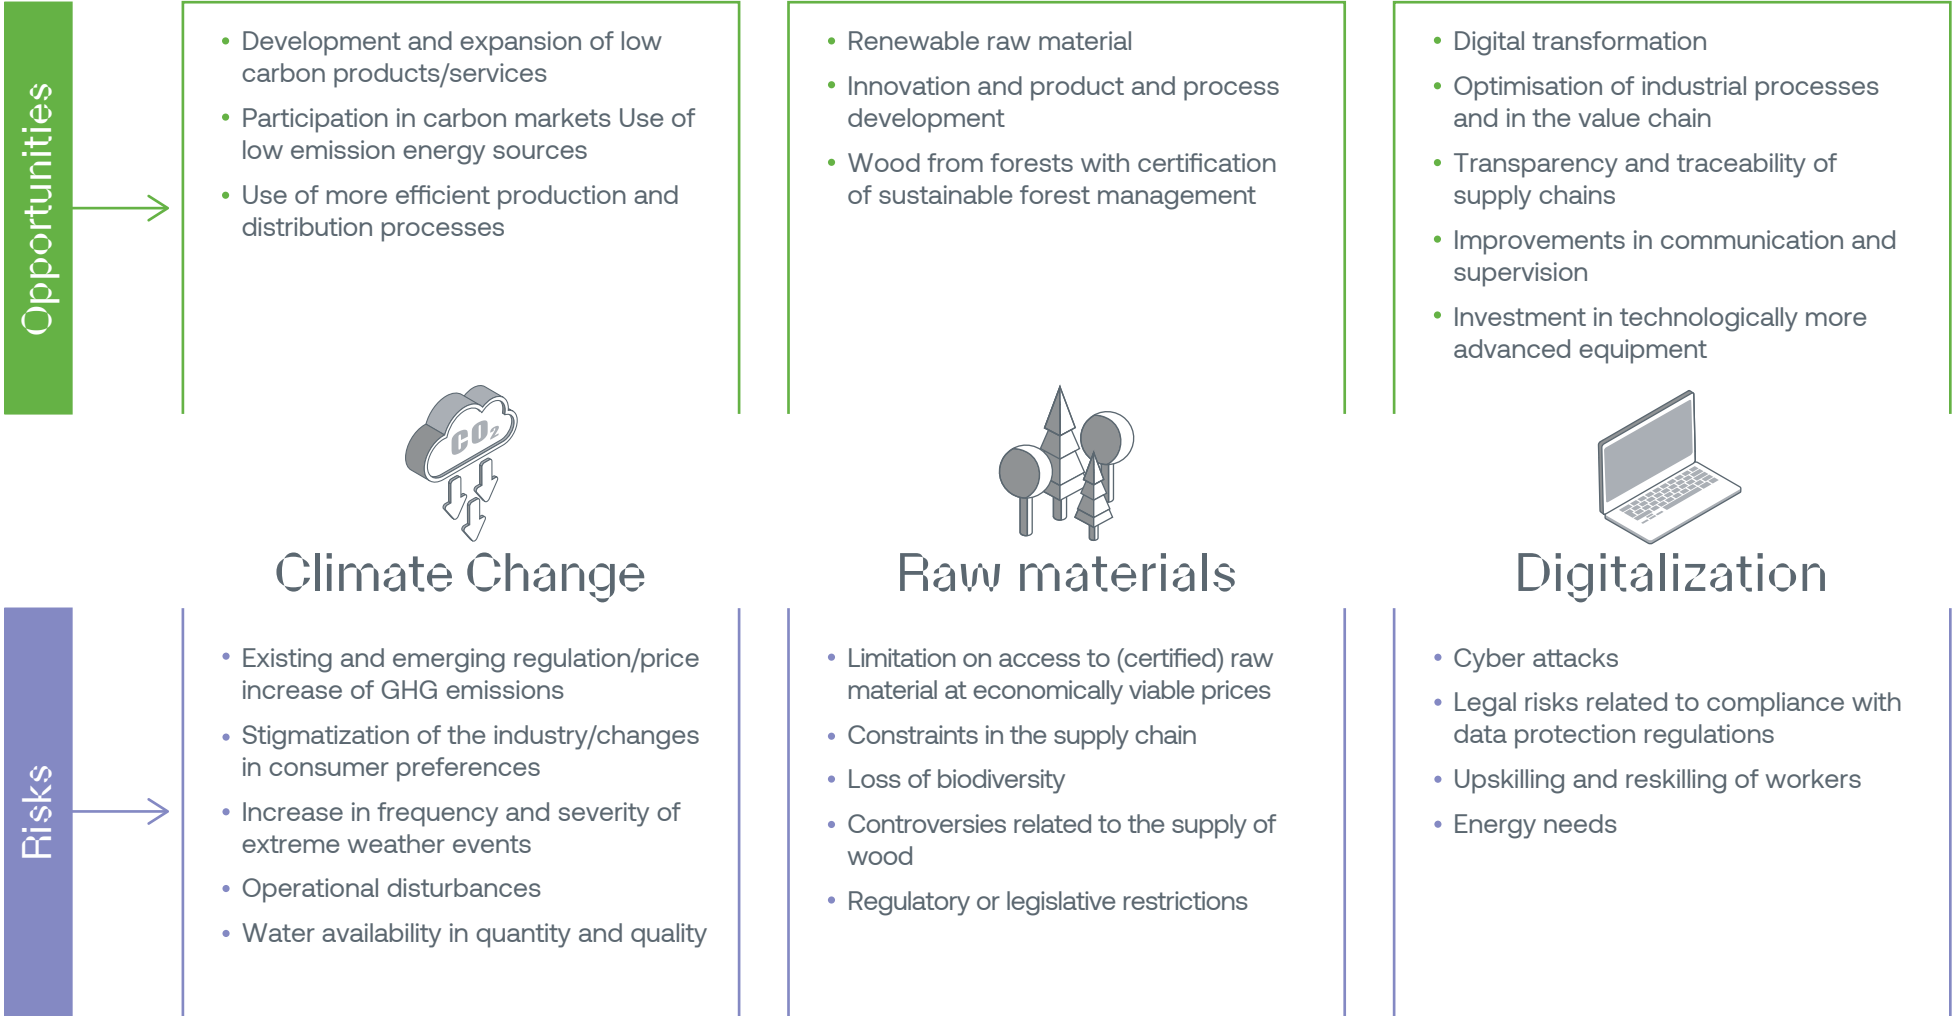 Opportunities
• Development and expansion of low
carbon products/services
• Participation in carbon markets Use of
low emission energy sources
• Use of more efficient production and
distribution processes
• Renewable raw material
• Innovation and product and process
development
• Wood from forests with certification
of sustainable forest management
• Digital transformation
• Optimisation of industrial processes
and in the value chain
• Transparency and traceability of
supply chains
• Improvements in communication and
supervision
• Investment in technologically more
advanced equipment
CO2
Climate Change
Raw materials
Digitalization
Risks
• Existing and emerging regulation/price
increase of GHG emissions
• Stigmatization of the industry/changes
in consumer preferences
• Increase in frequency and severity of
extreme weather events
• Operational disturbances
• Water availability in quantity and quality
• Limitation on access to (certified) raw
material at economically viable prices
• Constraints in the supply chain
• Loss of biodiversity
• Controversies related to the supply of
wood
• Regulatory or legislative restrictions
• Cyber attacks
• Legal risks related to compliance with
data protection regulations
• Upskilling and reskilling of workers
• Energy needs